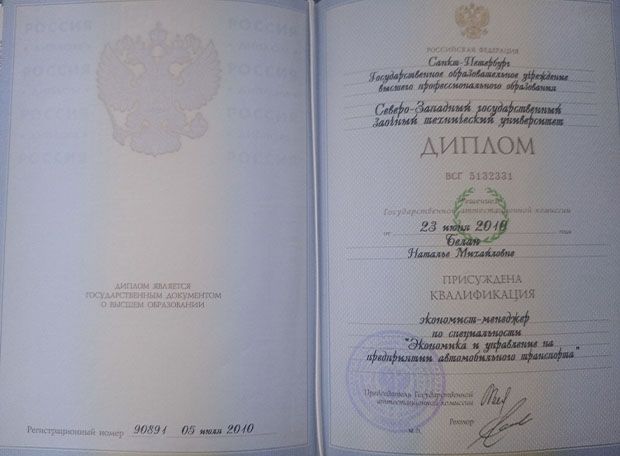 РОССИЯ РОССИЯ
ДИПЛОМ ЯВЛЯЕТСЯ
ГОСУДАРСТВЕННЫМ ДОКУМЕНТОМ
О ВЫСШЕМ ОБРАЗОВАНИИ
Регистрационный номер 90891 05 июля 2010
РОССИЙСКАЯ ФЕДЕРАЦИЯ
Санкт-Петербург
Государственное образовательное учреждение
высшего профессионального образования
Северо-Западный государственный
заочный технический университет
ДИПЛОМ
ВСГ 5132331
Решением
Государственной аттестационной комиссии
от 23 июня 2010 года
Белан
Наталье Михайловне
ПРИСУЖДЕНА
КВАЛИФИКАЦИЯ
экономист-менеджер
по специальности
"Экономика и управление на
предприятии автомобильного транспорта"
Председатель Государственной
аттестационной комиссии
Ректор
М.П.